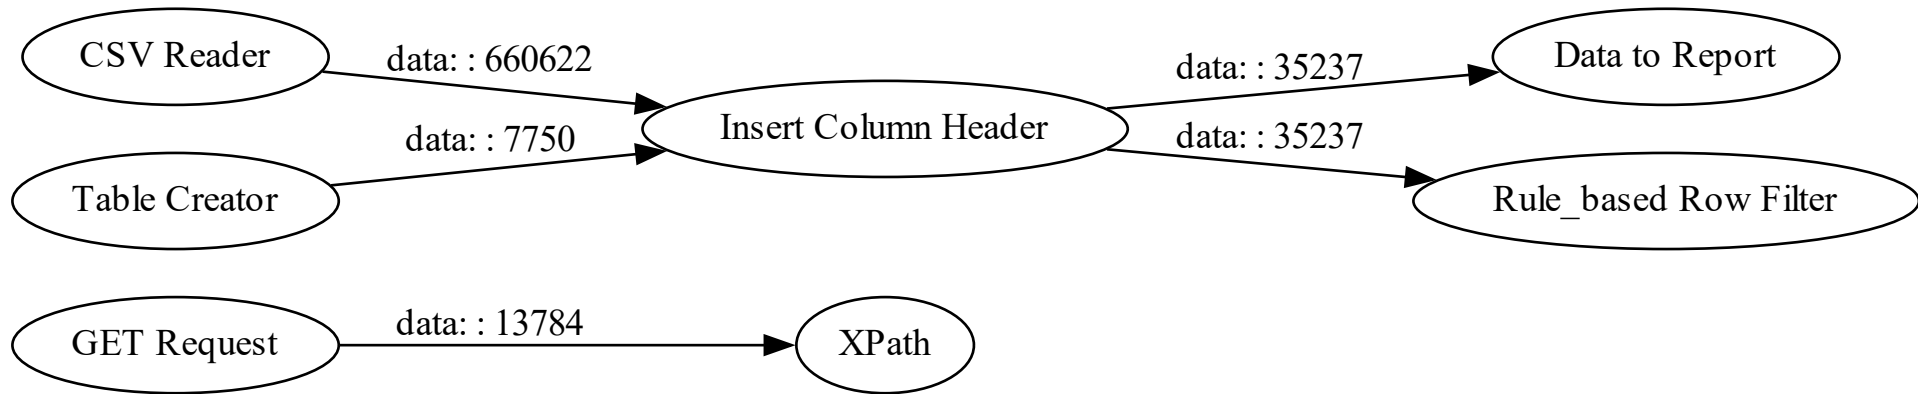 CSV Reader
data: : 660622
data: : 35237
Data to Report
Insert Column Header
data: : 7750
data: : 35237
Table Creator
Rule_based Row Filter
GET Request
data: : 13784
XPath